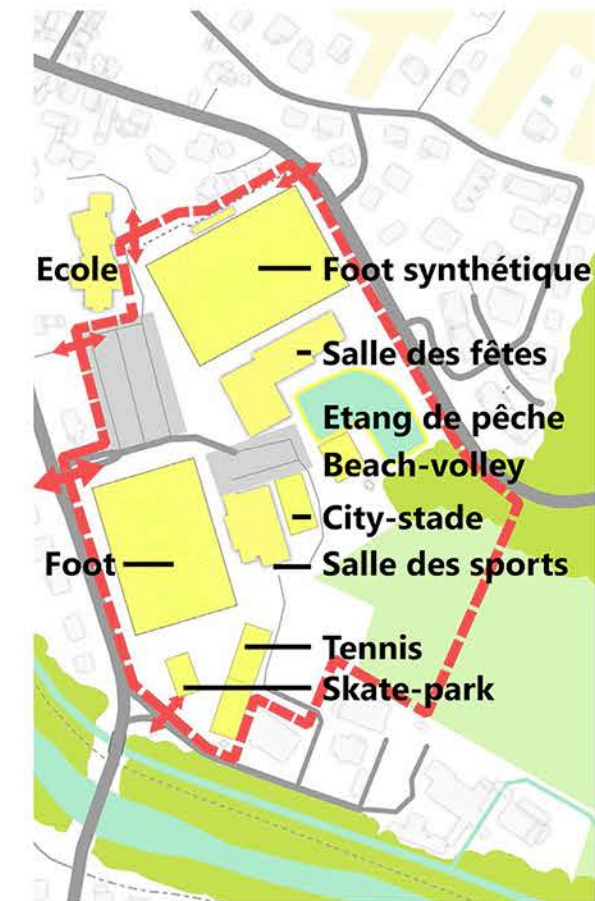 Ecole
Foot synthétique
Salle des fêtes
Etang de pêche
Beach-volley
City-stade
Foot
Salle des sports
Tennis
Skate-park